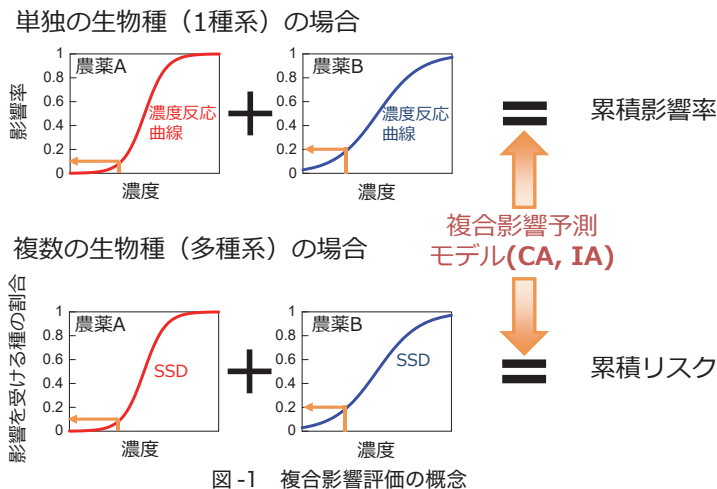 単独の生物種（1種系）の場合
影響率
1
0.8
0.6
0.4
0.2
0
農薬A
濃度反応
曲線
濃度
+
1
0.8
0.6
0.4
0.2
0
農薬B
濃度反応
曲線
濃度
=
累積影響率
複合影響予測
モデル(CA, IA)
複数の生物種（多種系）の場合
影響を受ける種の割合
1
0.8
0.6
0.4
0.2
0
農薬A
SSD
濃度
+
1
0.8
0.6
0.4
0.2
0
農薬B
SSD
濃度
=
累積リスク
図-1　複合影響評価の概念